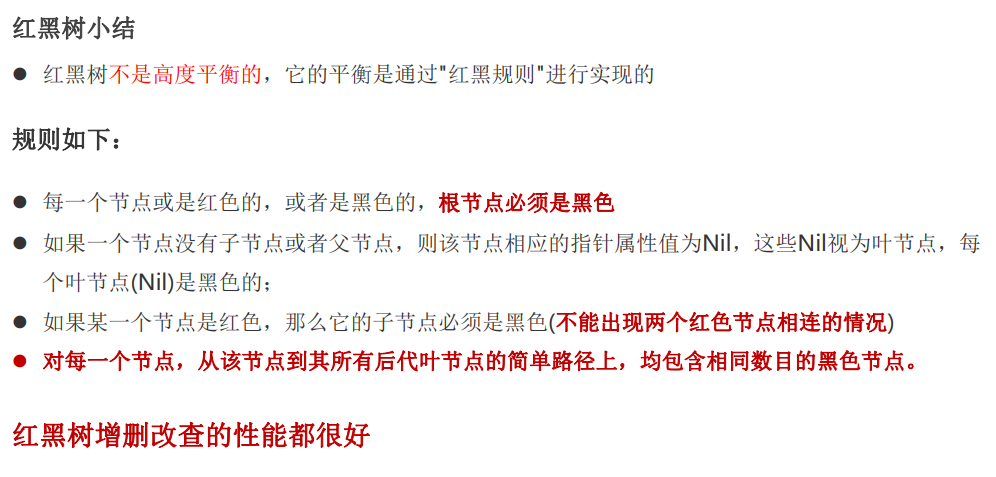 红黑树小结
● 红黑树不是高度平衡的，它的平衡是通过"红黑规则"进行实现的
规则如下：
● 每一个节点或是红色的，或者是黑色的，根节点必须是黑色
● 如果一个节点没有子节点或者父节点，则该节点相应的指针属性值为Nil，这些Nil视为叶节点，每
个叶节点(Nil)是黑色的；
● 如果某一个节点是红色，那么它的子节点必须是黑色(不能出现两个红色节点相连的情况)
● 对每一个节点，从该节点到其所有后代叶节点的简单路径上，均包含相同数目的黑色节点。
红黑树增删改查的性能都很好